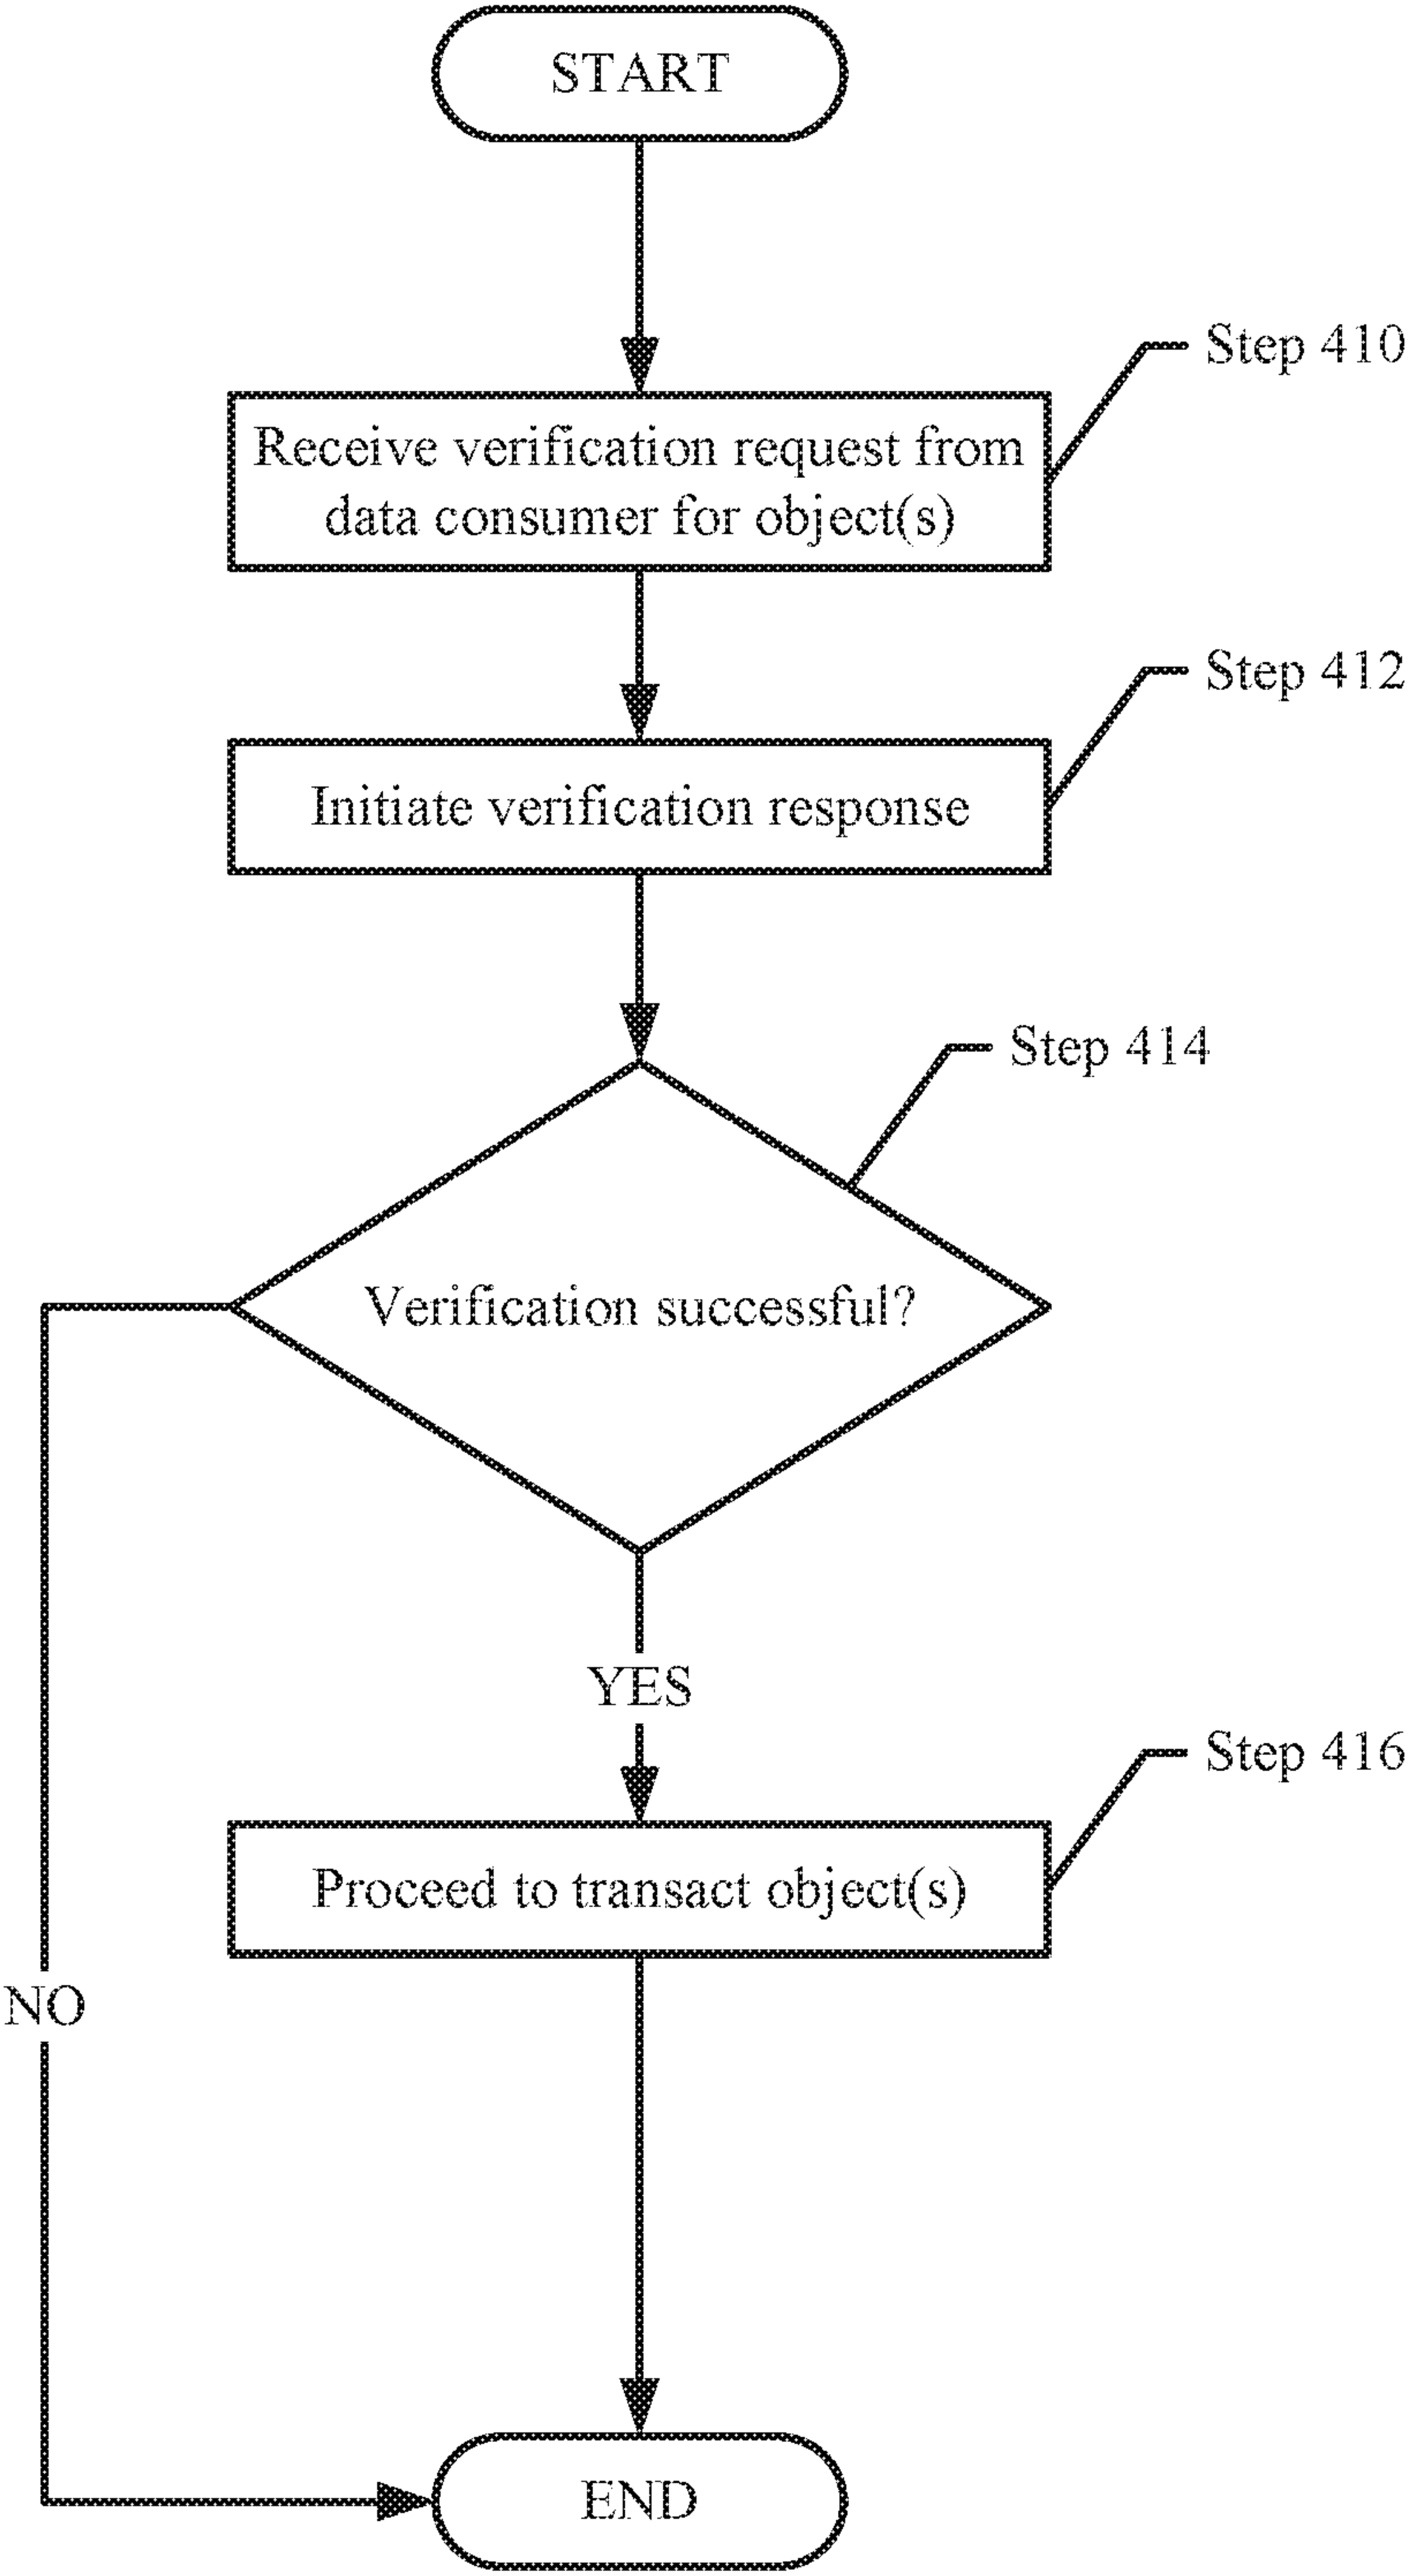 START
Step 410
Receive verification request from
data consumer for object(s)
Step 412
Initiate verification response
Step 414
Verification successful?
YES
Step 416
Proceed to transact object(s)
NO
END